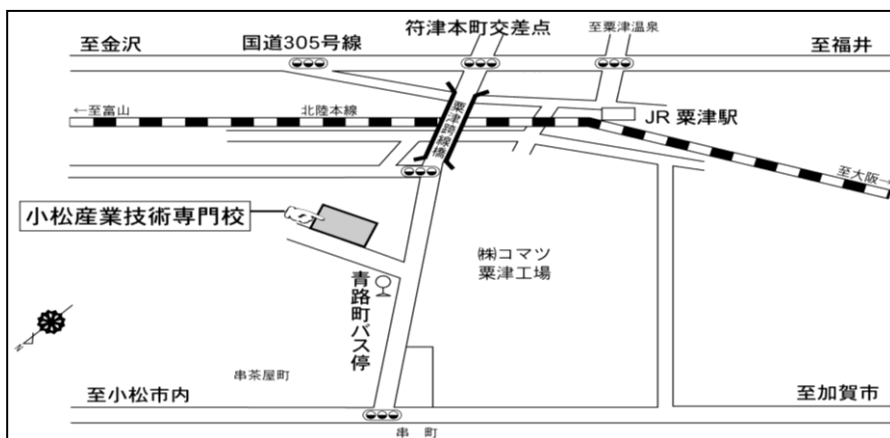 至金沢
国道305号線
符津本町交差点
至粟津温泉
至福井
←至富山
北陸本線
粟津跨線橋
JR 粟津駅
至大阪→
小松産業技術専門校
㈱コマツ
粟津工場
青路町バス停
N
串茶屋町
至小松市内
至加賀市
串 町